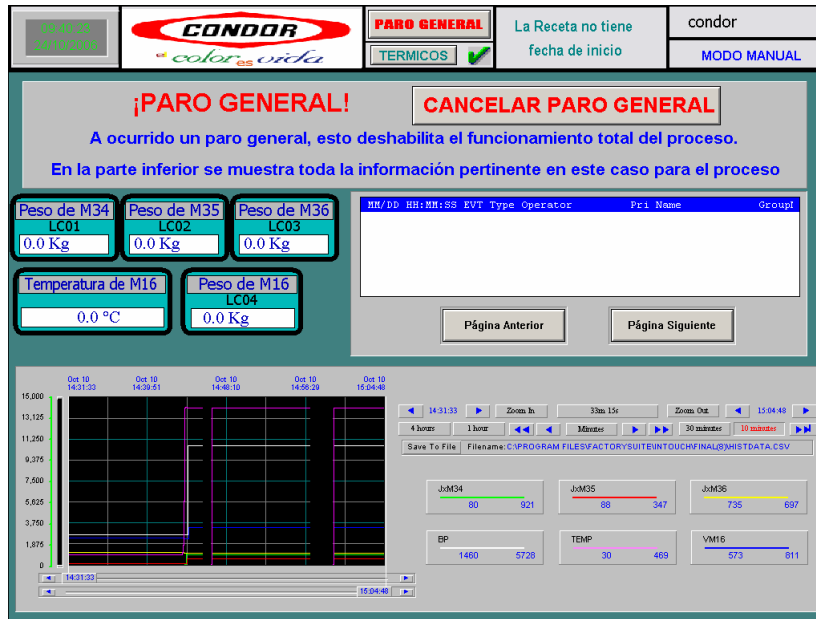 09:40:23
24/10/2006
CONDOR
color es vida
PARO GENERAL
TERMICOS
La Receta no tiene
fecha de inicio
condor
MODO MANUAL
¡PARO GENERAL!
CANCELAR PARO GENERAL
A ocurrido un paro general, esto deshabilita el funcionamiento total del proceso.
En la parte inferior se muestra toda la información pertinente en este caso para el proceso
Peso de M34
LC01
0.0 Kg
Peso de M35
LC02
0.0 Kg
Peso de M36
LC03
0.0 Kg
Temperatura de M16
0.0 ºC
Peso de M16
LC04
0.0 Kg
MM/DD HH:MM:SS EVT Type Operator Pri Name Group
Página Anterior
Página Siguiente
Oct 10 Oct 10 Oct 10 Oct 10 Oct 10
14:31:33 14:39:51 14:48:10 14:56:29 15:04:48
15,000
13,125
11,250
9,375
7,500
5,625
3,750
1,875
0
14:31:33
15:04:48
14:31:33 Zoom In 33m 15s Zoom Out 15:04:48
4 hours 1 hour Minutes 30 minutes 10 minutes
Save To File Filename: C:\PROGRAM FILES\FACTORYSUITE\INTOUCH\FINAL(8)\HISTDATA.CSV
JxM34
80 921
JxM35
88 347
JxM36
735 697
BP
1460 5728
TEMP
30 469
VM16
573 811